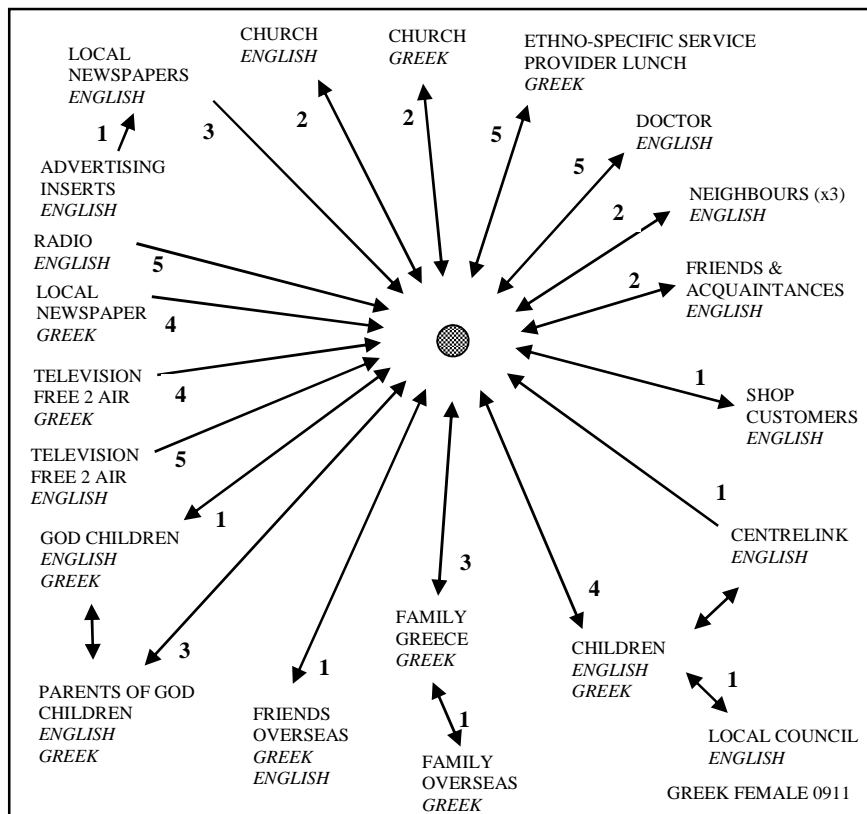 LOCAL
NEWSPAPERS
ENGLISH
CHURCH
ENGLISH
CHURCH
GREEK
ETHNO-SPECIFIC SERVICE
PROVIDER LUNCH
GREEK
1
3
2
2
5
DOCTOR
ENGLISH
5
ADVERTISING
INSERTS
ENGLISH
NEIGHBOURS (x3)
ENGLISH
2
RADIO
ENGLISH
5
FRIENDS &
ACQUAINTANCES
ENGLISH
2
LOCAL
NEWSPAPER
GREEK
4
TELEVISION
FREE 2 AIR
GREEK
4
SHOP
CUSTOMERS
ENGLISH
1
TELEVISION
FREE 2 AIR
ENGLISH
5
CENTRELINK
ENGLISH
1
GOD CHILDREN
ENGLISH
GREEK
1
FAMILY
GREECE
GREEK
3
CHILDREN
ENGLISH
GREEK
4
PARENTS OF GOD
CHILDREN
ENGLISH
GREEK
3
FRIENDS
OVERSEAS
GREEK
ENGLISH
1
1
FAMILY
OVERSEAS
GREEK
1
LOCAL COUNCIL
ENGLISH
GREEK FEMALE 0911